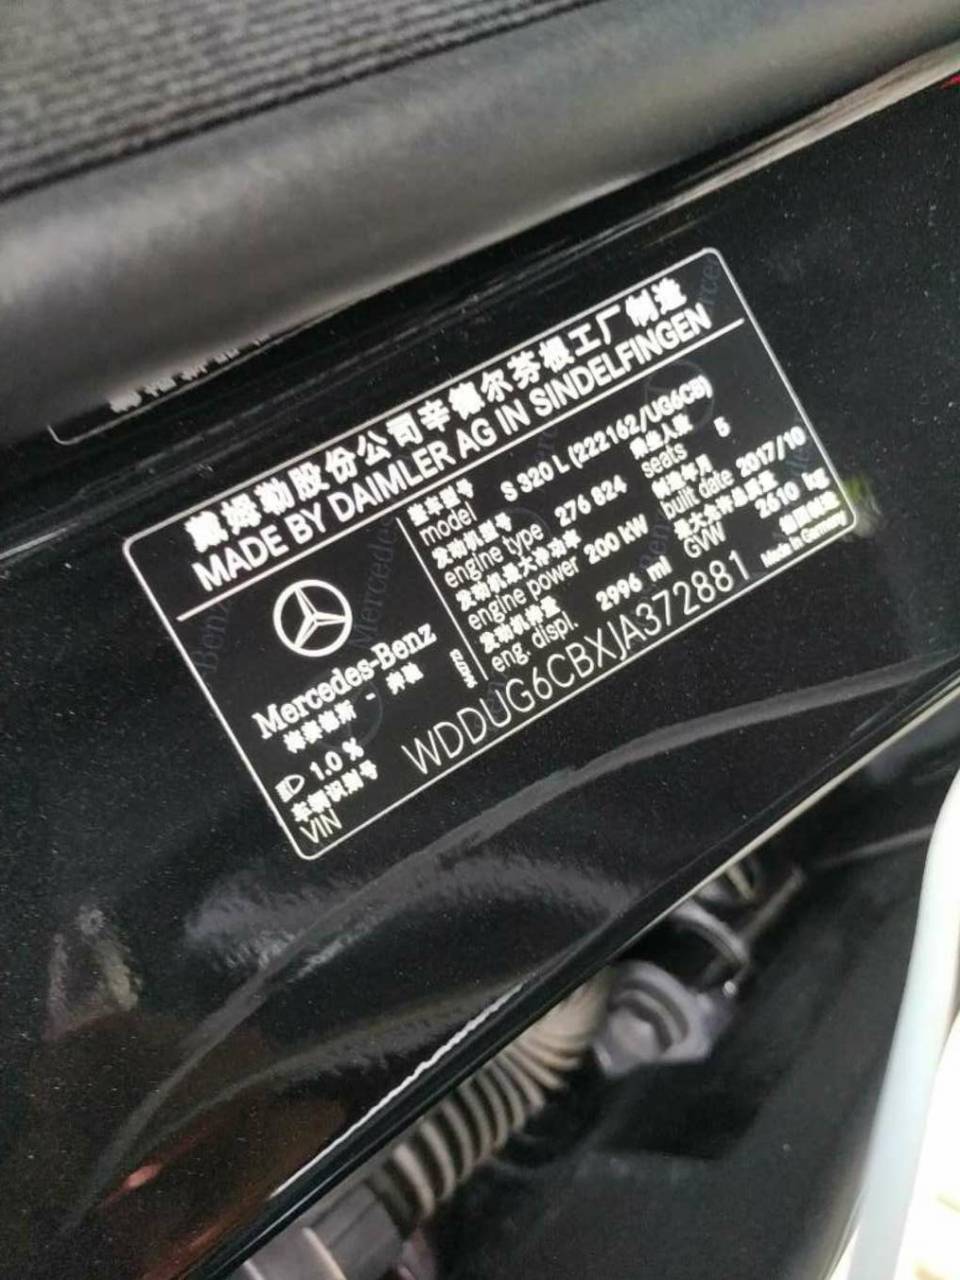 戴姆勒股份公司辛德尔芬根工厂制造
MADE BY DAIMLER AG IN SINDELFINGEN
整车型号
model S 320 L (222162/UG6CB)
发动机型号 乘坐人数
engine type 276 824 seats 5
发动机最大净功率 制造年月
engine power 200 kW built date 2017/10
发动机排量 最大允许总质量
eng. displ. 2996 ml GVW 2610 kg
Mercedes-Benz
梅赛德斯 - 奔驰
1.0 %
德国制造
Made in Germany
车辆识别号
VIN WDDUG6CBXJA372881